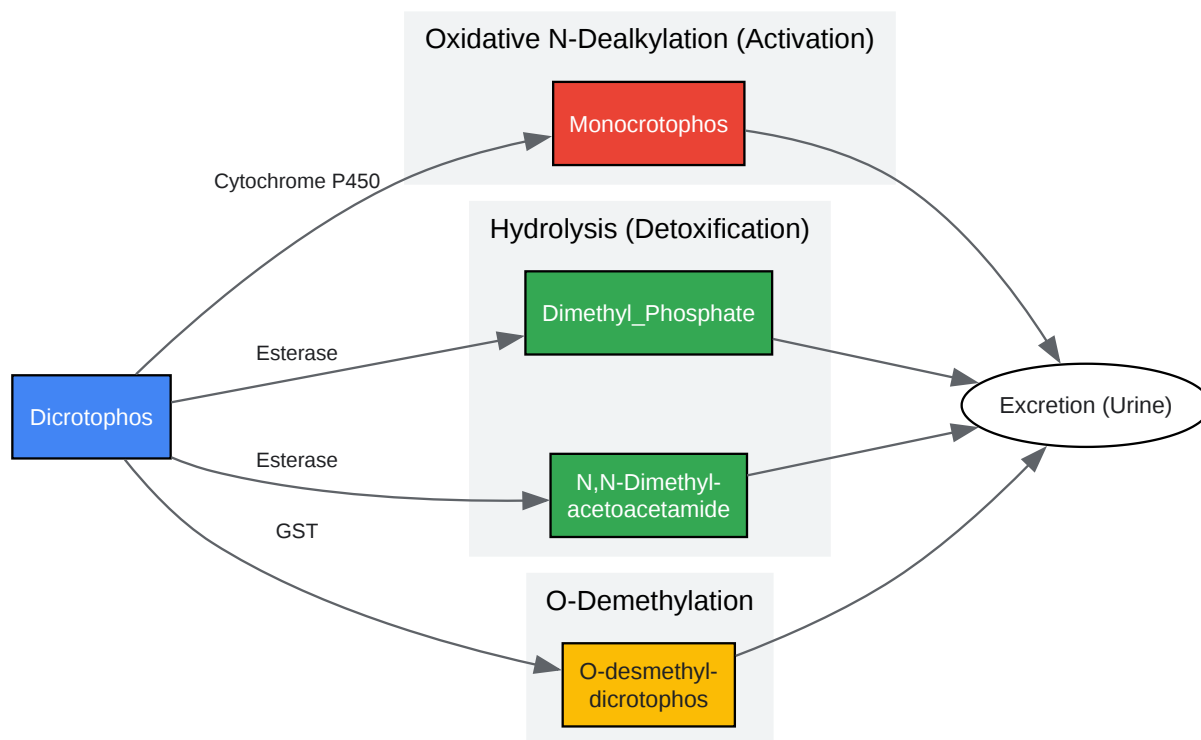 Oxidative N-Dealkylation (Activation)
Monocrotophos
Cytochrome P450
Hydrolysis (Detoxification)
Dimethyl_Phosphate
Esterase
Dicrotophos
Excretion (Urine)
Esterase
N,N-Dimethyl-
acetoacetamide
GST
O-Demethylation
O-desmethyl-
dicrotophos